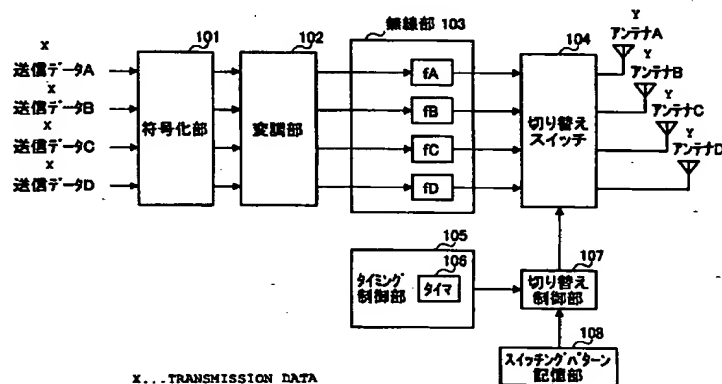 無線部 103
X
101
102
104
Y
アンテナA
送信データA
fA
Y
アンテナB
X
送信データB
fB
Y
アンテナC
X
送信データC
符号化部
変調部
fC
切り替え
スイッチ
Y
アンテナD
X
送信データD
fD
105
106
107
タイミング
制御部
タイマ
切り替え
制御部
108
スイッチングパターン
記憶部
X...TRANSMISSION DATA